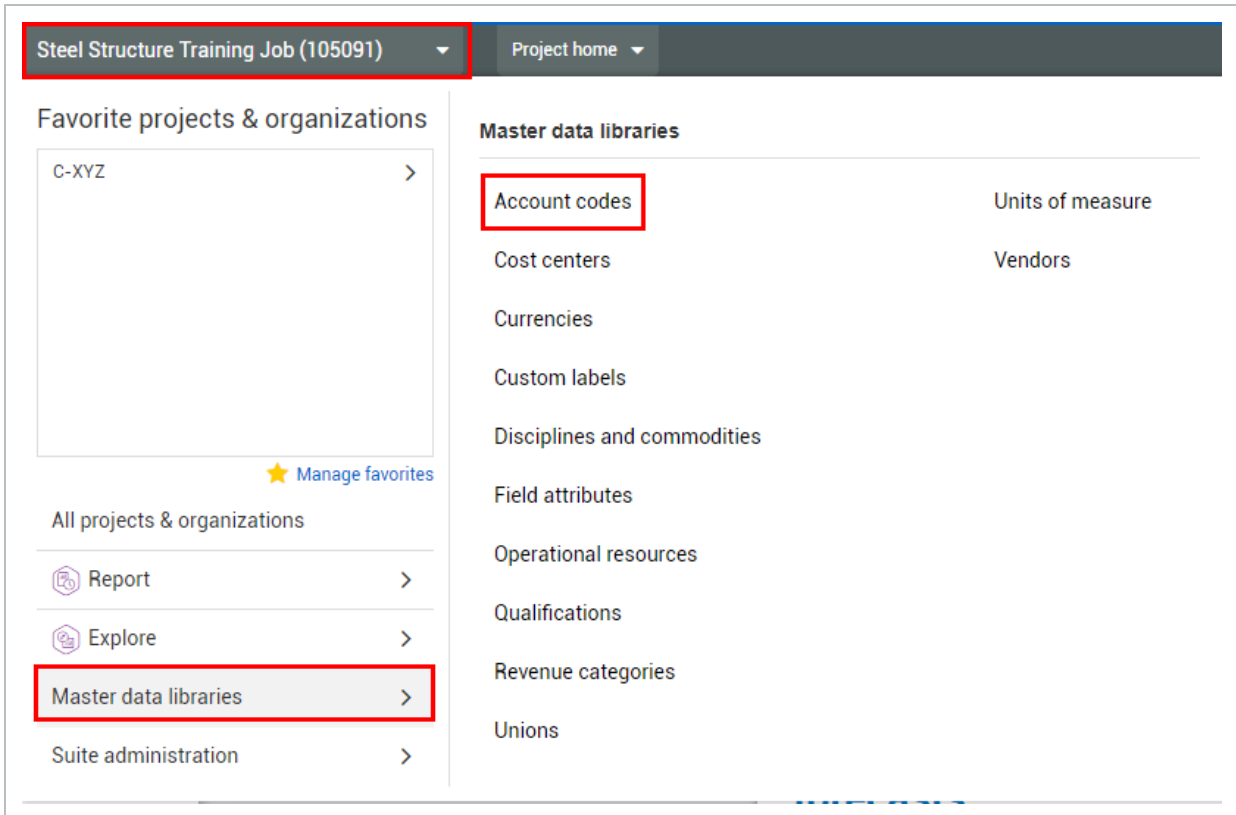 Steel Structure Training Job (105091)
Project home
Favorite projects & organizations
C-XYZ
Manage favorites
All projects & organizations
Report
Explore
Master data libraries
Suite administration
Master data libraries
Account codes
Cost centers
Currencies
Custom labels
Disciplines and commodities
Field attributes
Operational resources
Qualifications
Revenue categories
Unions
Units of measure
Vendors